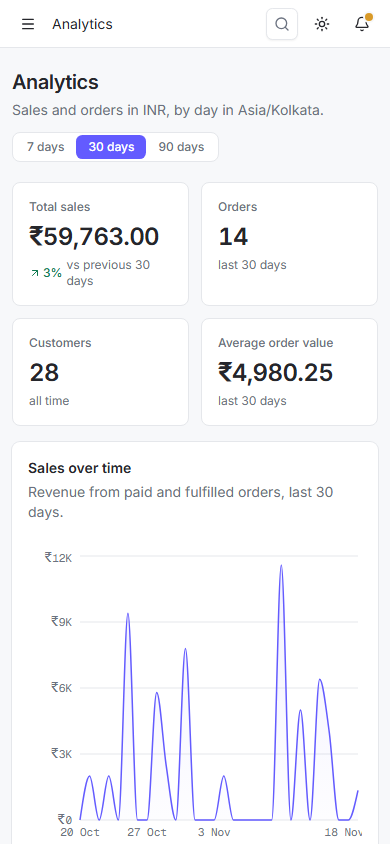 Analytics
Analytics
Sales and orders in INR, by day in Asia/Kolkata.
7 days 30 days 90 days
Total sales
₹59,763.00
3% vs previous 30
days
Orders
14
last 30 days
Customers
28
all time
Average order value
₹4,980.25
last 30 days
Sales over time
Revenue from paid and fulfilled orders, last 30
days.
₹12K
₹9K
₹6K
₹3K
₹0
20 Oct 27 Oct 3 Nov 18 Nov